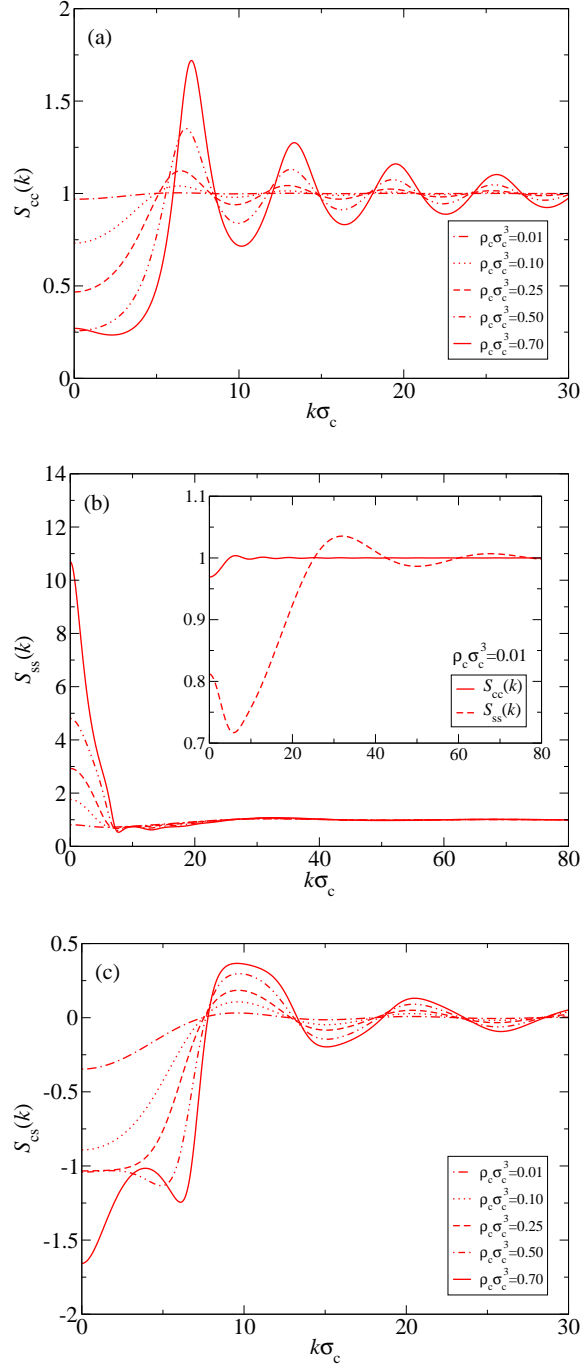 (a)
2
1.5
1
0.5
0
S_cc(k)
ρ_cσ_c^3=0.01
ρ_cσ_c^3=0.10
ρ_cσ_c^3=0.25
ρ_cσ_c^3=0.50
ρ_cσ_c^3=0.70
0 10 20 30
kσ_c
(b)
14
12
10
8
6
4
2
0
S_ss(k)
1.1
1
0.9
0.8
0.7
ρ_cσ_c^3=0.01
S_cc(k)
S_ss(k)
0 20 40 60 80
0 20 40 60 80
kσ_c
(c)
0.5
0
-0.5
-1
-1.5
-2
S_cs(k)
ρ_cσ_c^3=0.01
ρ_cσ_c^3=0.10
ρ_cσ_c^3=0.25
ρ_cσ_c^3=0.50
ρ_cσ_c^3=0.70
0 10 20 30
kσ_c